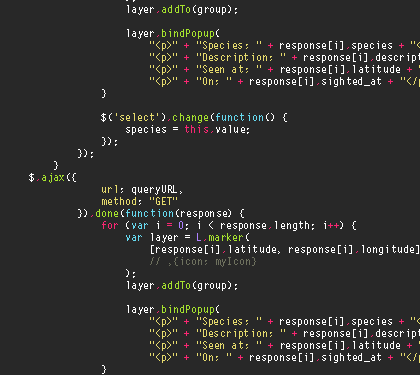 layer.addTo(group);
layer.bindPopup(
"<p>" + "Species: " + response[i].species + "<
"<p>" + "Description: " + response[i].descript
"<p>" + "Seen at: " + response[i].latitude + "
"<p>" + "On: " + response[i].sighted_at + "</
}
$('select').change(function() {
species = this.value;
});
});
}
$.ajax({
url: queryURL,
method: "GET"
}).done(function(response) {
for (var i = 0; i < response.length; i++) {
var layer = L.marker(
[response[i].latitude, response[i].longitude]
// ,{icon: myIcon}
);
layer.addTo(group);
layer.bindPopup(
"<p>" + "Species: " + response[i].species + "<
"<p>" + "Description: " + response[i].descript
"<p>" + "Seen at: " + response[i].latitude + "<
"<p>" + "On: " + response[i].sighted_at + "</p
}